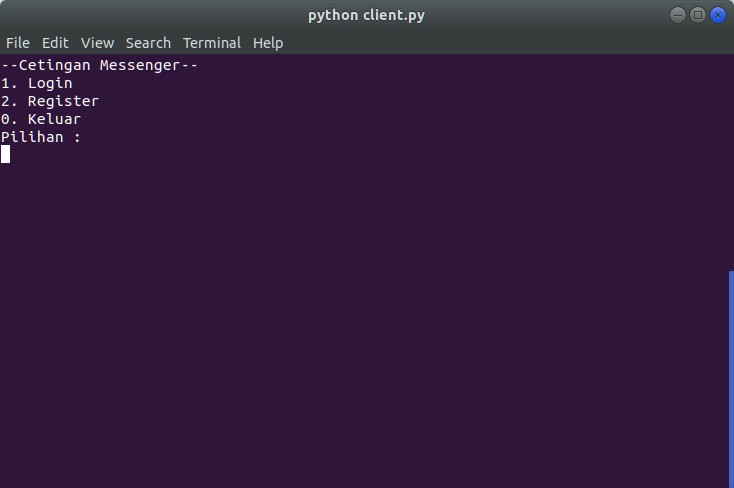 python client.py
File Edit View Search Terminal Help
--Cetingan Messenger--
1. Login
2. Register
0. Keluar
Pilihan :